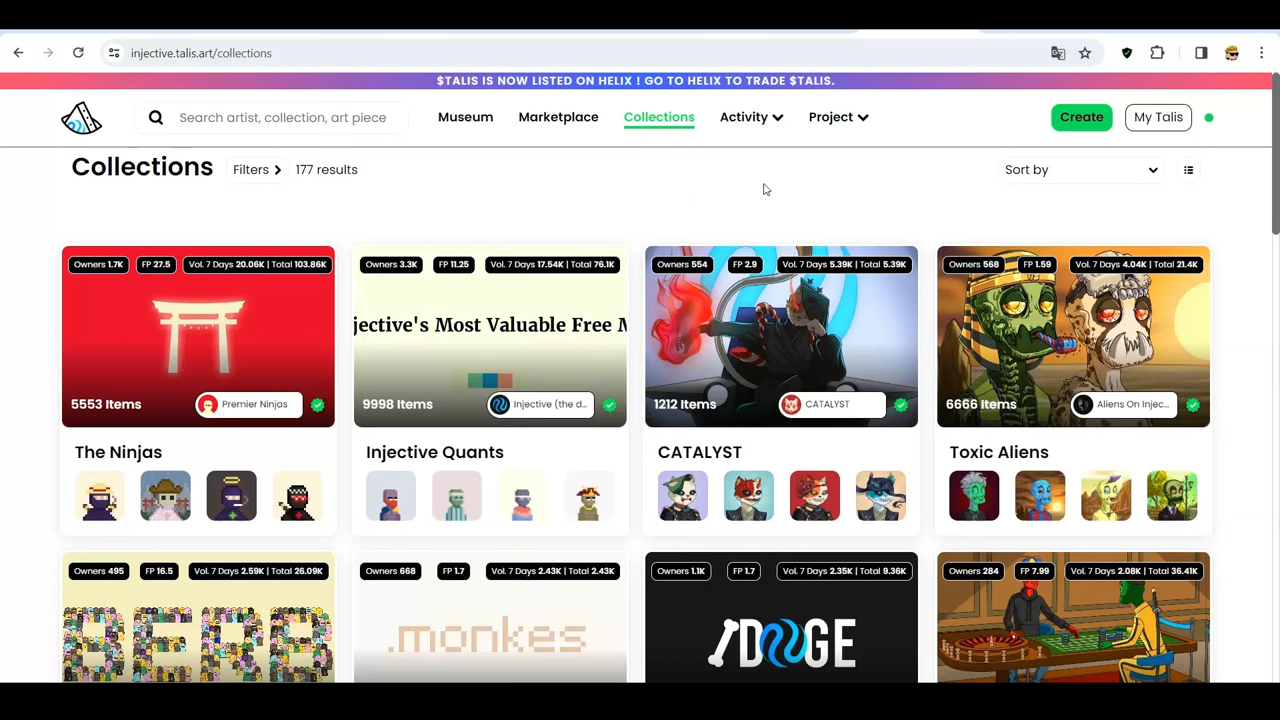 injective.talis.art/collections
$TALIS IS NOW LISTED ON HELIX ! GO TO HELIX TO TRADE $TALIS.
Search artist, collection, art piece
Museum
Marketplace
Collections
Activity
Project
Create
My Talis
Collections
Filters
177 results
Sort by
Owners 1.7K
FP 27.5
Vol. 7 Days 20.06K | Total 103.86K
5553 Items
Premier Ninjas
The Ninjas
Owners 3.3K
FP 11.25
Vol. 7 Days 17.54K | Total 76.1K
jective's Most Valuable Free M
9998 Items
Injective (the d...
Injective Quants
Owners 554
FP 2.9
Vol. 7 Days 5.39K | Total 5.39K
1212 Items
CATALYST
CATALYST
Owners 568
FP 1.59
Vol. 7 Days 4.04K | Total 21.4K
6666 Items
Aliens On Injec...
Toxic Aliens
Owners 495
FP 16.5
Vol. 7 Days 2.59K | Total 26.09K
Owners 668
FP 1.7
Vol. 7 Days 2.43K | Total 2.43K
.monkes
Owners 1.1K
FP 1.7
Vol. 7 Days 2.35K | Total 9.36K
Owners 284
FP 7.99
Vol. 7 Days 2.08K | Total 36.41K